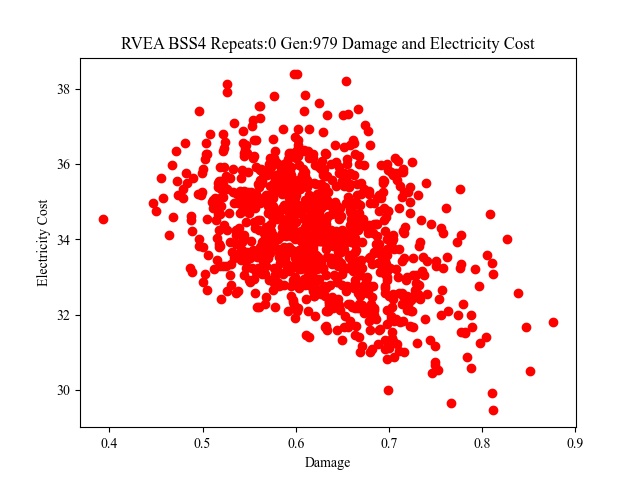 RVEA BSS4 Repeats:0 Gen:979 Damage and Electricity Cost
38
36
34
32
30
Electricity Cost
0.4 0.5 0.6 0.7 0.8 0.9
Damage